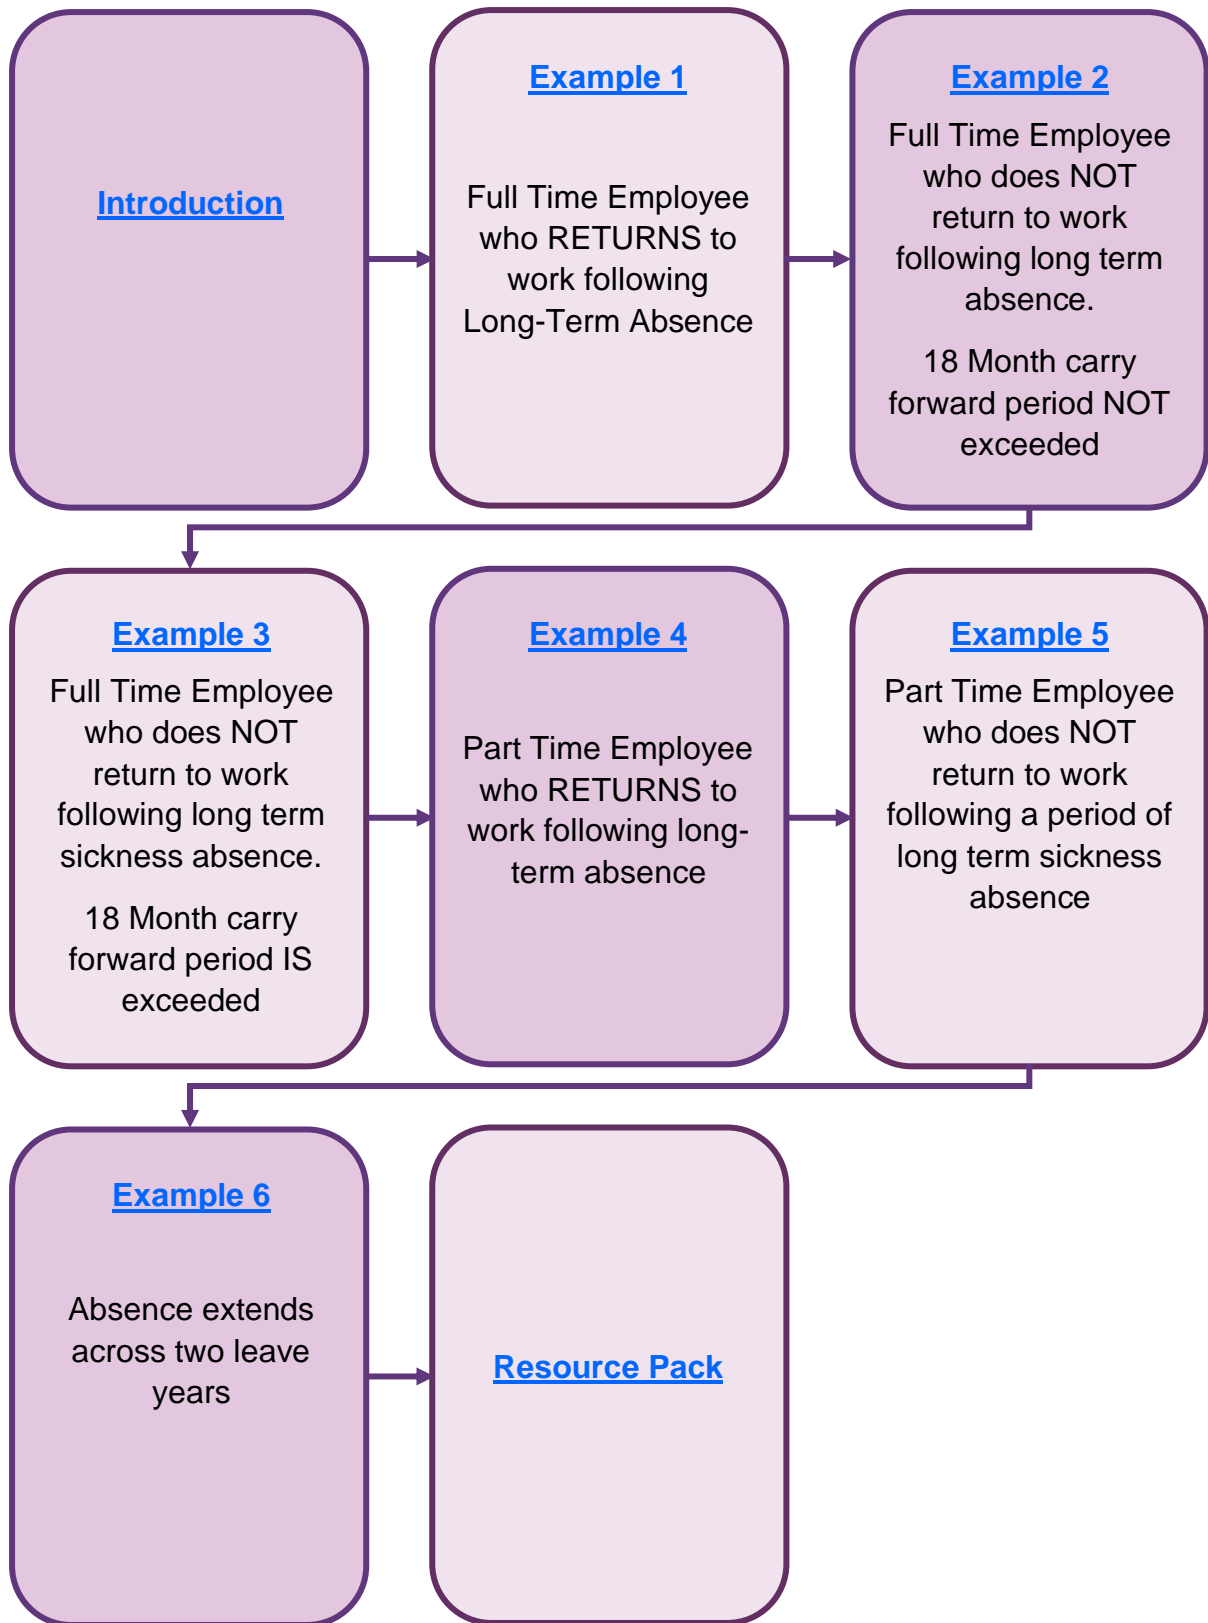 Introduction
Example 1
Full Time Employee
who RETURNS to
work following
Long-Term Absence
Example 2
Full Time Employee
who does NOT
return to work
following long term
absence.
18 Month carry
forward period NOT
exceeded
Example 3
Full Time Employee
who does NOT
return to work
following long term
sickness absence.
18 Month carry
forward period IS
exceeded
Example 4
Part Time Employee
who RETURNS to
work following long-
term absence
Example 5
Part Time Employee
who does NOT
return to work
following a period of
long term sickness
absence
Example 6
Absence extends
across two leave
years
Resource Pack